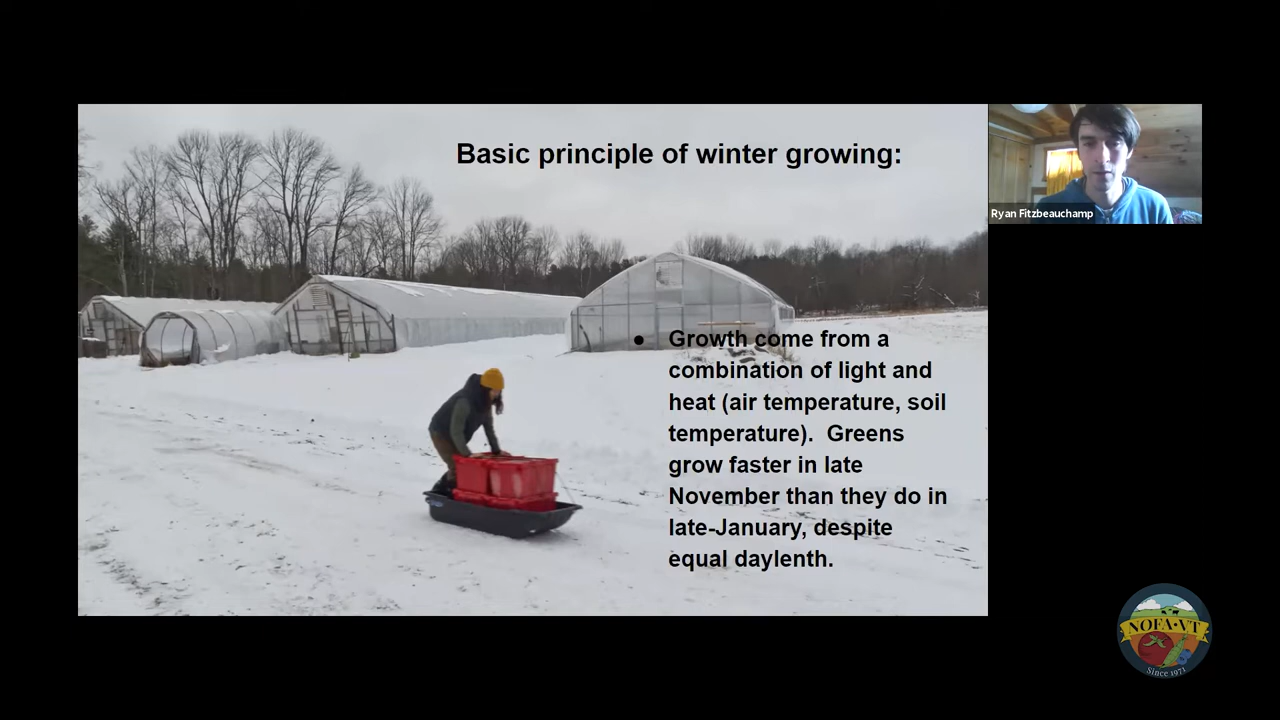 Basic principle of winter growing:
● Growth come from a
combination of light and
heat (air temperature, soil
temperature).  Greens
grow faster in late
November than they do in
late-January, despite
equal daylenth.
Ryan Fitzbeauchamp
NOFA•VT
Since 1971